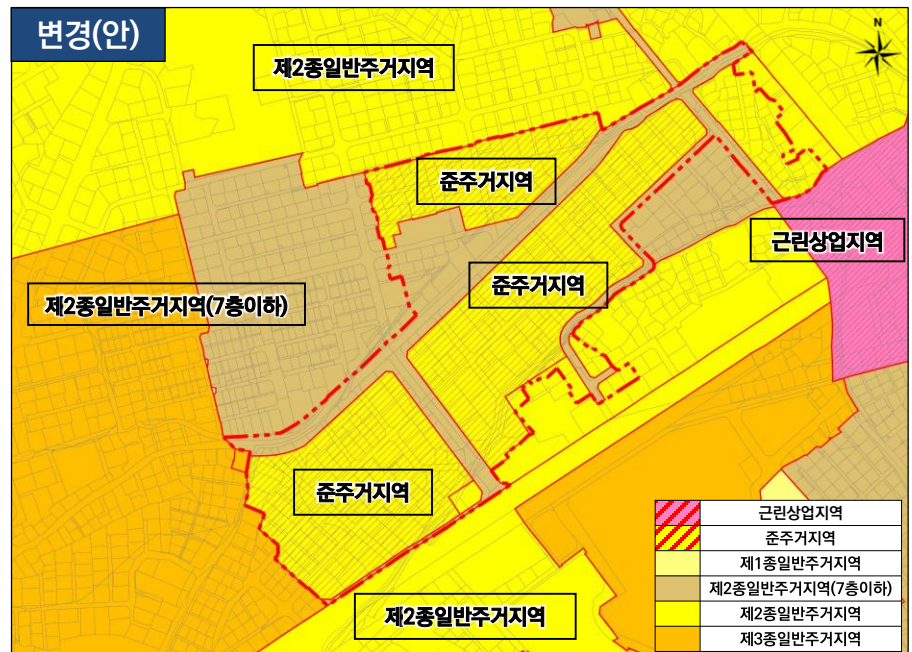 변경(안)
N
제2종일반주거지역
준주거지역
근린상업지역
준주거지역
제2종일반주거지역(7층이하)
준주거지역
제2종일반주거지역
근린상업지역
준주거지역
제1종일반주거지역
제2종일반주거지역(7층이하)
제2종일반주거지역
제3종일반주거지역